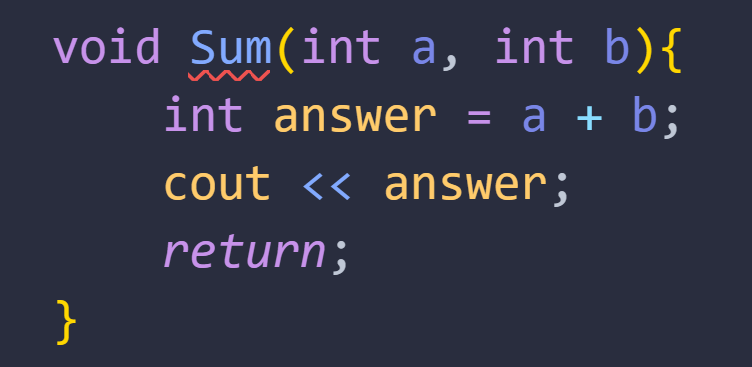 void Sum(int a, int b){
    int answer = a + b;
    cout << answer;
    return;
}